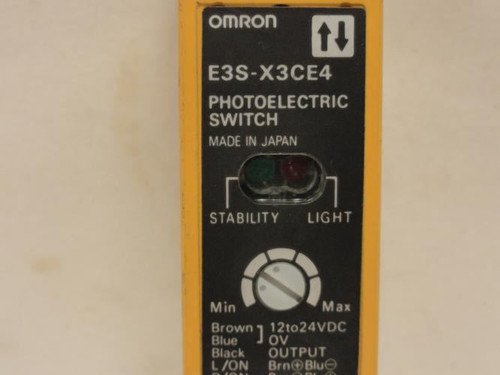 OMRON
E3S-X3CE4
PHOTOELECTRIC
SWITCH
MADE IN JAPAN
STABILITY LIGHT
Min Max
Brown ] 12to24VDC
Blue 0V
Black OUTPUT
L/ON Brn⊕Blu⊖